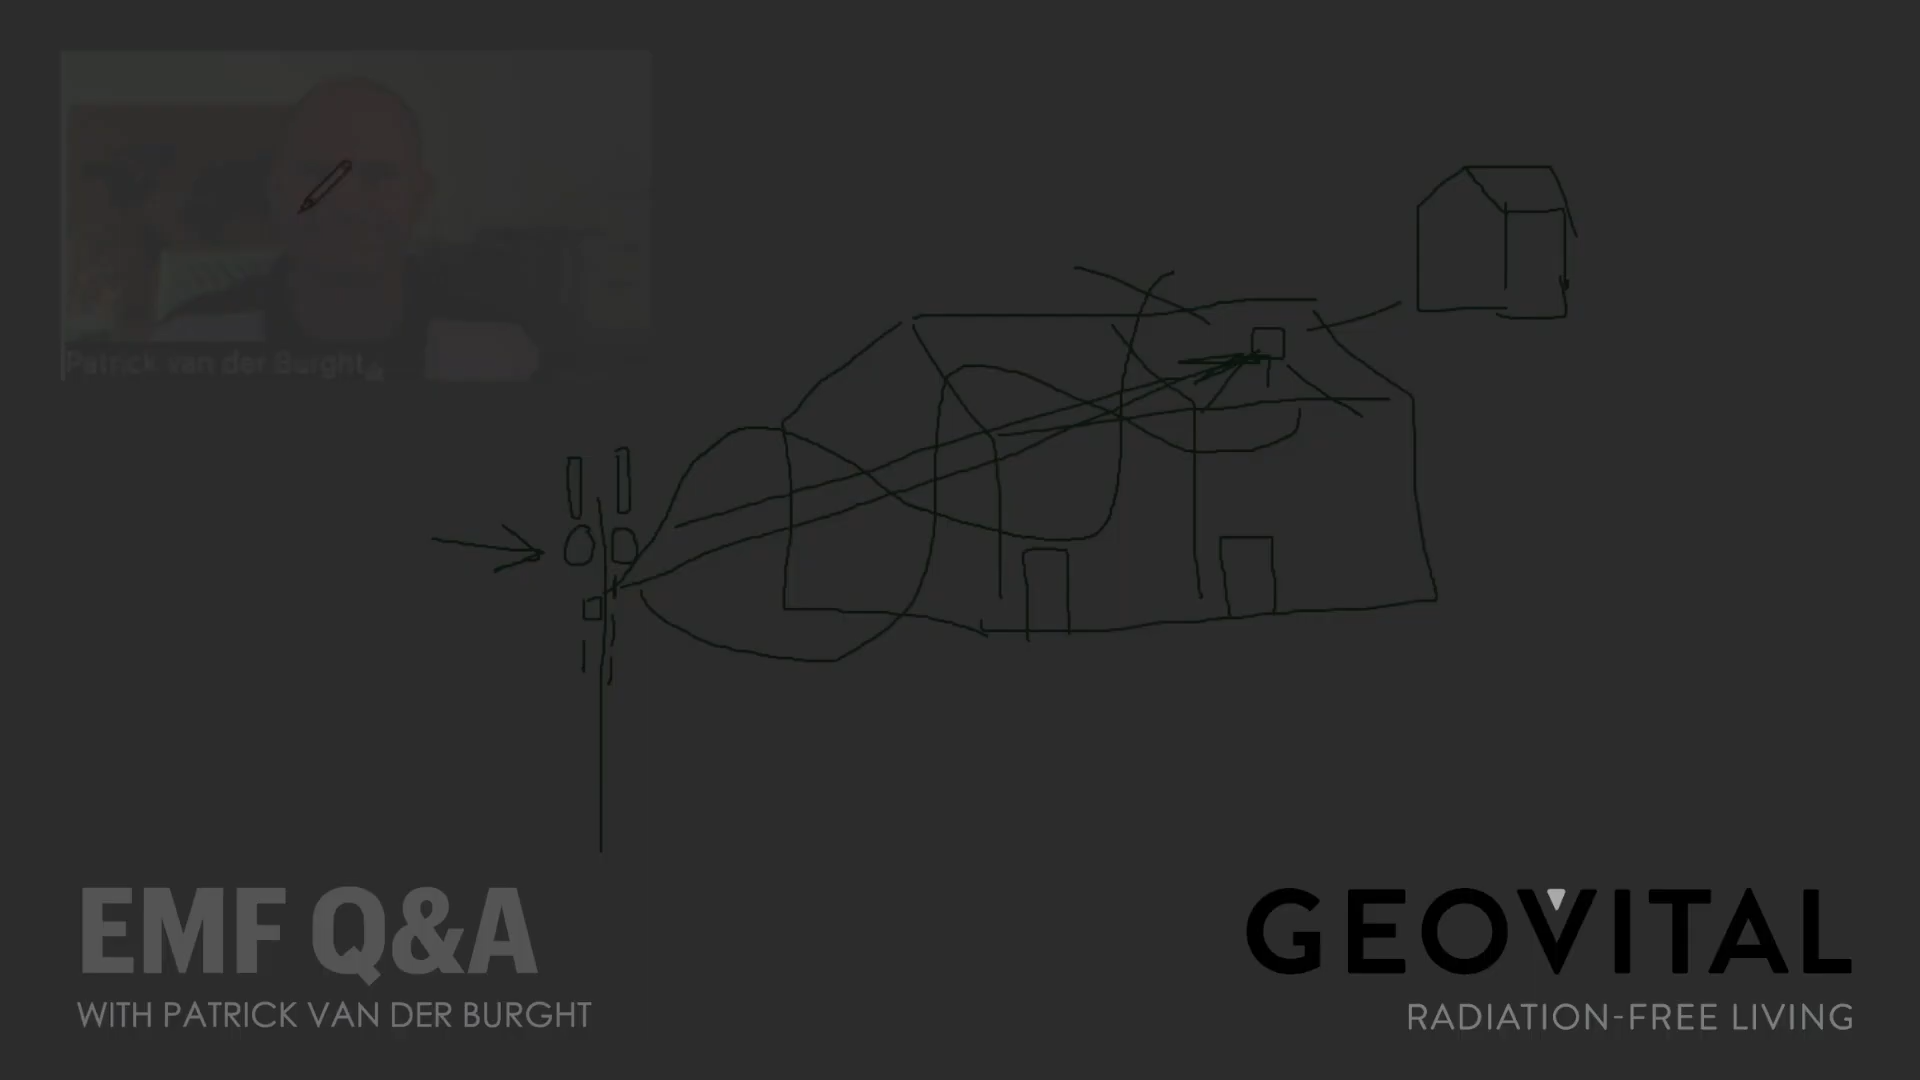 Patrick van der Burght
EMF Q&A
WITH PATRICK VAN DER BURGHT
GEOVITAL
RADIATION-FREE LIVING